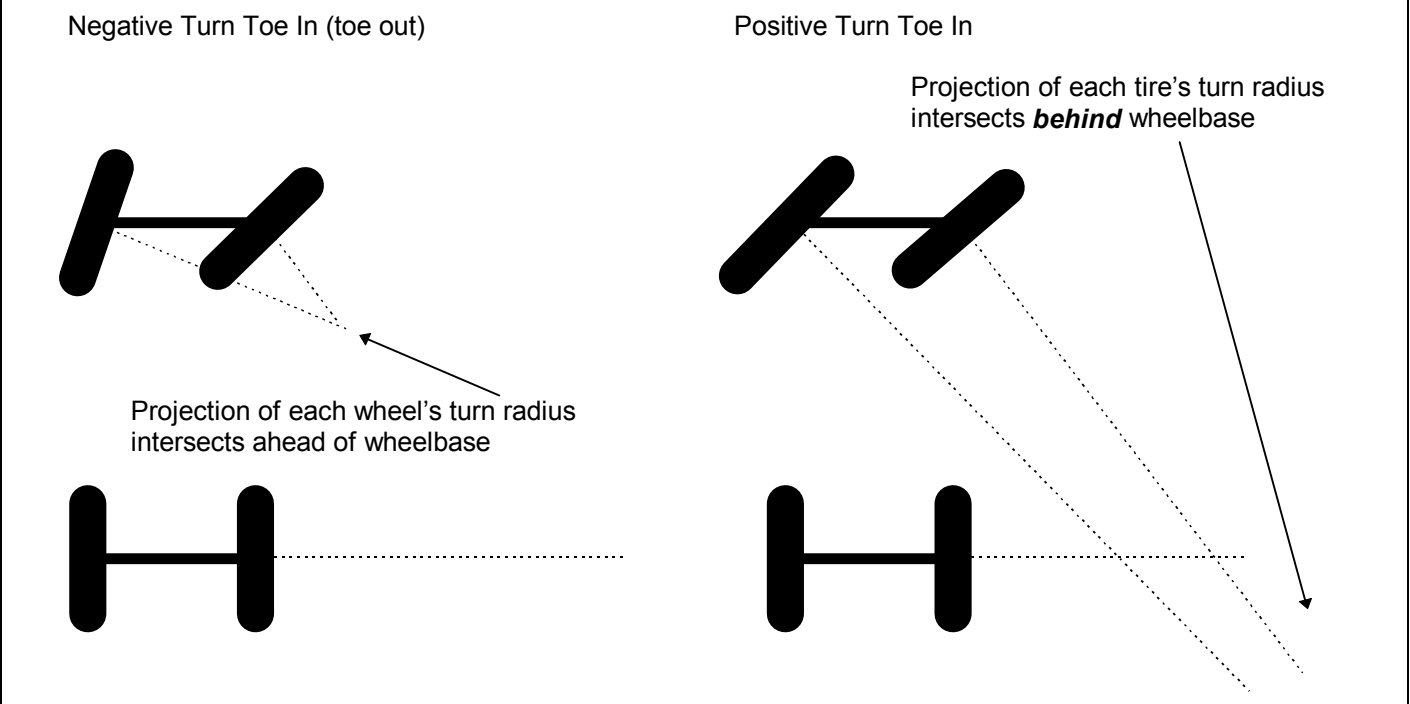 Negative Turn Toe In (toe out)
Positive Turn Toe In
Projection of each tire's turn radius
intersects behind wheelbase
Projection of each wheel's turn radius
intersects ahead of wheelbase